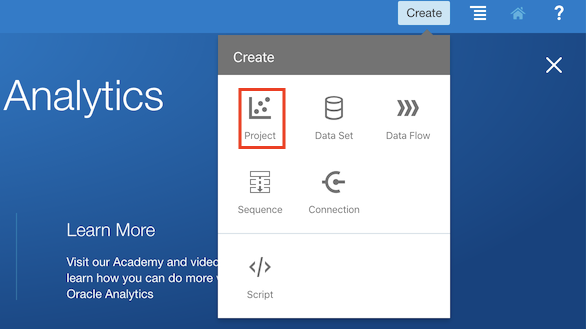 Create
?
Create
Analytics
Project
Data Set
Data Flow
Sequence
Connection
Learn More
Visit our Academy and video
learn how you can do more
Oracle Analytics
Script